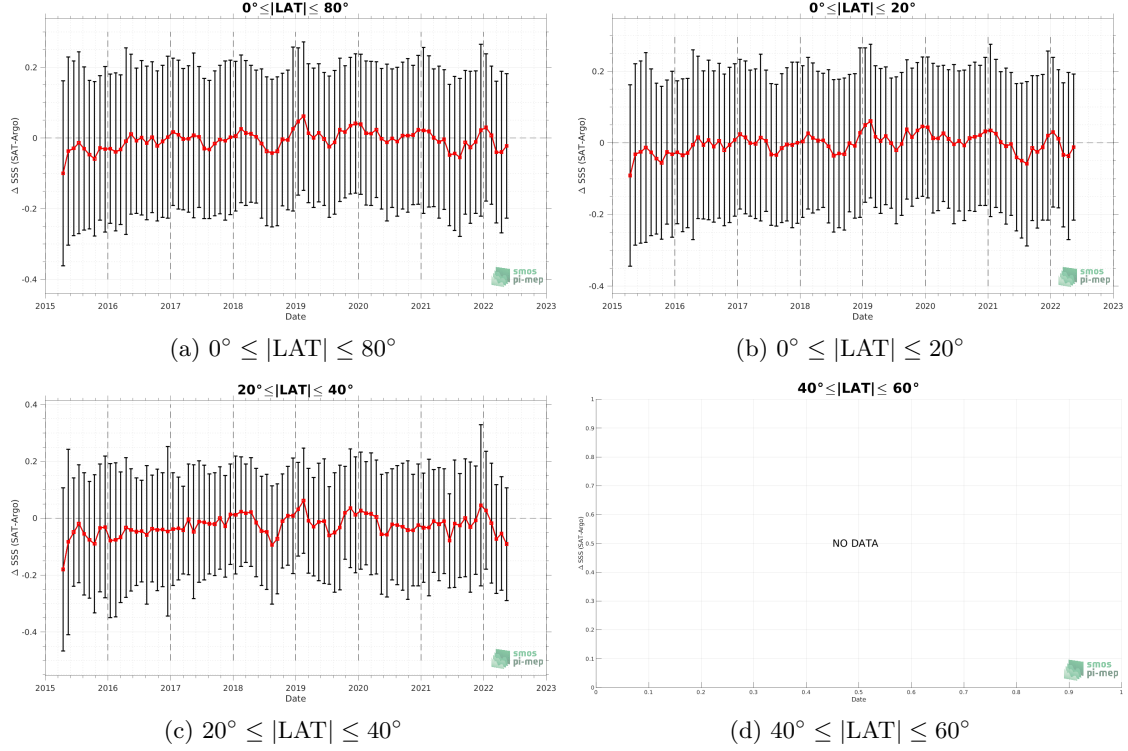 0°≤|LAT|≤ 80°
0.2
0
-0.2
-0.4
Δ SSS (SAT-Argo)
2015 2016 2017 2018 2019 2020 2021 2022 2023
Date
smos
pi-mep
(a) 0° ≤ |LAT| ≤ 80°
0°≤|LAT|≤ 20°
0.2
0
-0.2
-0.4
Δ SSS (SAT-Argo)
2015 2016 2017 2018 2019 2020 2021 2022 2023
Date
smos
pi-mep
(b) 0° ≤ |LAT| ≤ 20°
20°≤|LAT|≤ 40°
0.4
0.2
0
-0.2
-0.4
Δ SSS (SAT-Argo)
2015 2016 2017 2018 2019 2020 2021 2022 2023
Date
smos
pi-mep
(c) 20° ≤ |LAT| ≤ 40°
40°≤|LAT|≤ 60°
1
0.9
0.8
0.7
0.6
0.5
0.4
0.3
0.2
0.1
0
Δ SSS (SAT-Argo)
NO DATA
0 0.1 0.2 0.3 0.4 0.5 0.6 0.7 0.8 0.9 1
Date
smos
pi-mep
(d) 40° ≤ |LAT| ≤ 60°